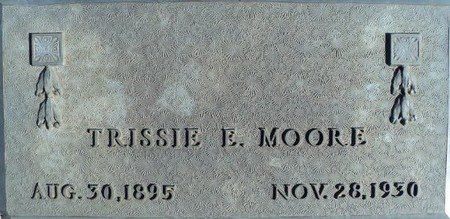 TRISSIE E. MOORE
AUG. 30, 1895 NOV. 28, 1930